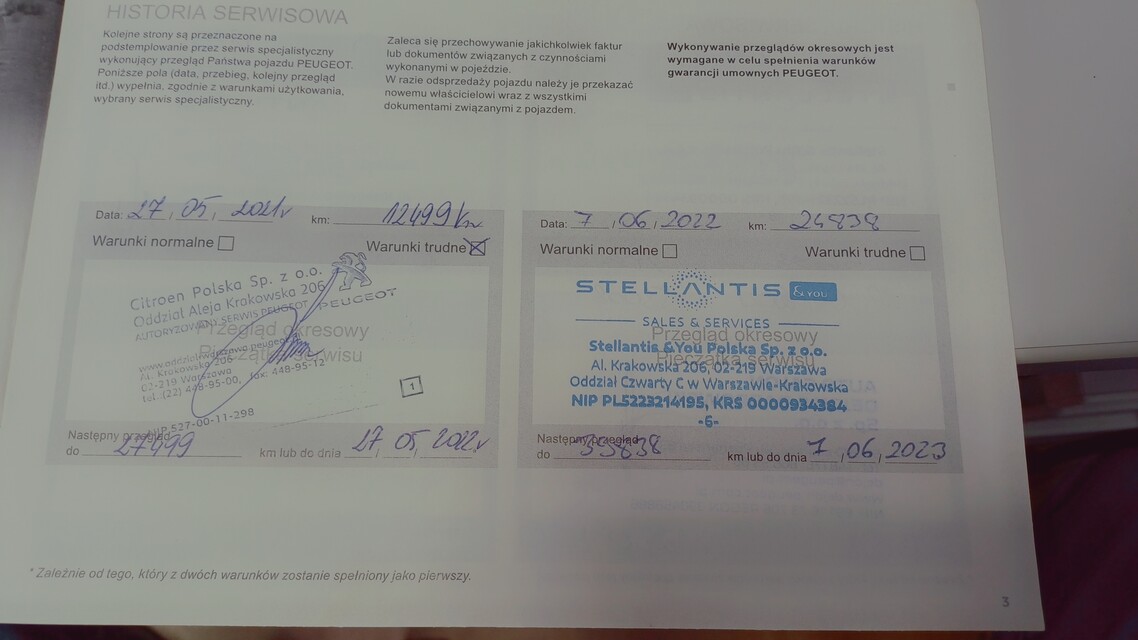 HISTORIA SERWISOWA
Kolejne strony są przeznaczone na
podstemplowanie przez serwis specjalistyczny
wykonujący przegląd Państwa pojazdu PEUGEOT.
Poniższe pola (data, przebieg, kolejny przegląd
itd.) wypełnia, zgodnie z warunkami użytkowania,
wybrany serwis specjalistyczny.
Zaleca się przechowywanie jakichkolwiek faktur
lub dokumentów związanych z czynnościami
wykonanymi w pojeździe.
W razie odsprzedaży pojazdu należy je przekazać
nowemu właścicielowi wraz z wszystkimi
dokumentami związanymi z pojazdem.
Wykonywanie przeglądów okresowych jest
wymagane w celu spełnienia warunków
gwarancji umownych PEUGEOT.
Data: 27, 05, 2021r km: 12499 km
Warunki normalne Warunki trudne
Citroen Polska Sp. z o.o.
Oddział Aleja Krakowska 206
AUTORYZOWANY SERWIS PEUGEOT
PEUGEOT
Przegląd okresowy
Pieczątka serwisu
Al. Krakowska 206
02-219 Warszawa
tel. (22) 448-95-00, fax: 448-95-12
1
NIP 527-00-11-298
Następny przegląd
do 27499 km lub do dnia 27, 05, 2022r
Data: 7, 06, 2022 km: 24838
Warunki normalne Warunki trudne
STELLANTIS &YOU
SALES & SERVICES
Przegląd okresowy
Stellantis &You Polska Sp. z o.o.
Pieczątka serwisu
Al. Krakowska 206, 02-219 Warszawa
Oddział Czwarty C w Warszawie-Krakowska
NIP PL5223214195, KRS 0000934384
-6-
Następny przegląd
do 39838 km lub do dnia 7, 06, 2023
* Zależnie od tego, który z dwóch warunków zostanie spełniony jako pierwszy.
3